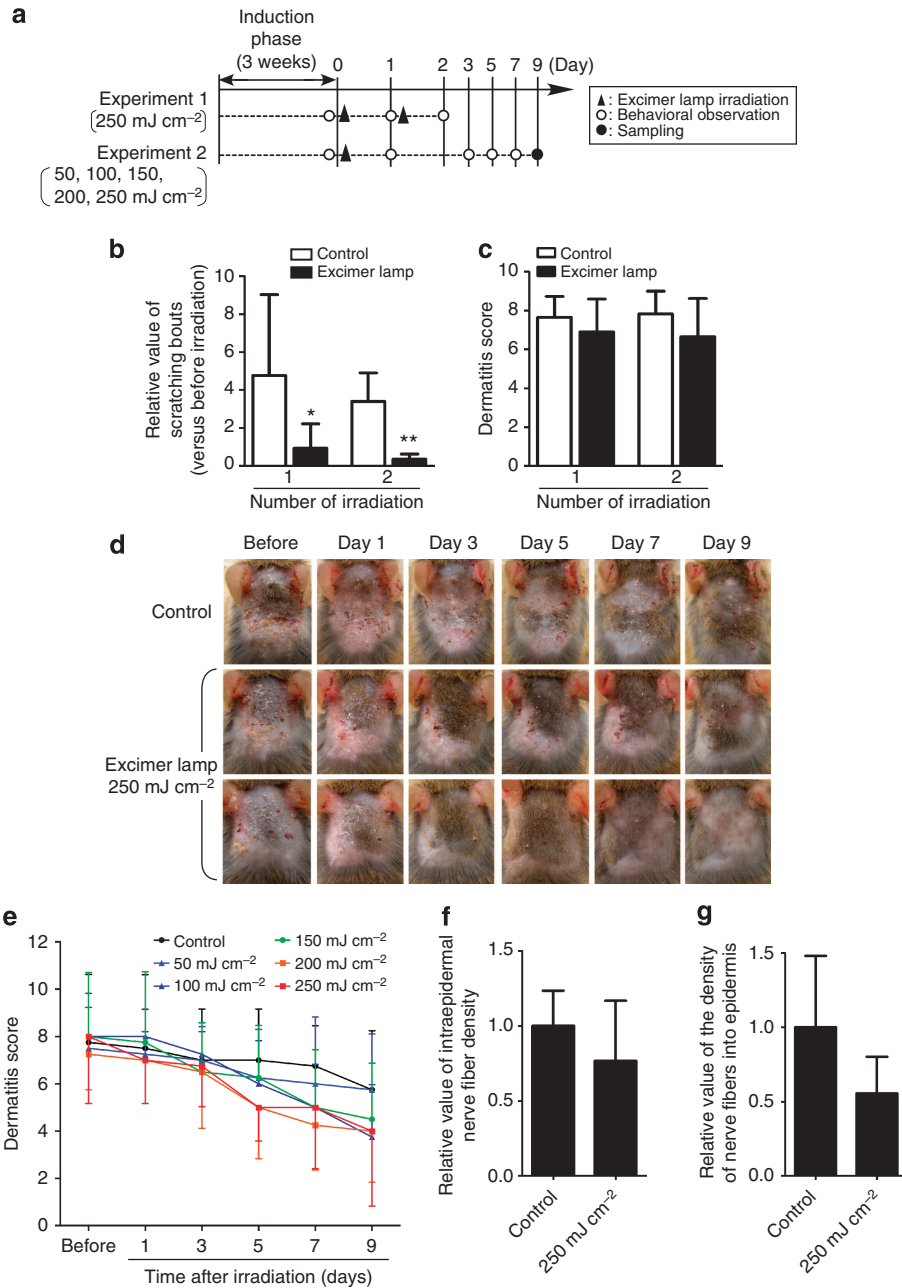 a
Induction
phase
(3 weeks)
0 1 2 3 5 7 9 (Day)
Experiment 1
(250 mJ cm⁻²)
Experiment 2
(50, 100, 150,
200, 250 mJ cm⁻²)
▲: Excimer lamp irradiation
○: Behavioral observation
●: Sampling
b
Control
Excimer lamp
Relative value of
scratching bouts
(versus before irradiation)
10
8
6
4
2
0
*
**
1 2
Number of irradiation
c
Control
Excimer lamp
Dermatitis score
10
8
6
4
2
0
1 2
Number of irradiation
d
Before Day 1 Day 3 Day 5 Day 7 Day 9
Control
Excimer lamp
250 mJ cm⁻²
e
Dermatitis score
12
10
8
6
4
2
0
Control
50 mJ cm⁻²
100 mJ cm⁻²
150 mJ cm⁻²
200 mJ cm⁻²
250 mJ cm⁻²
Before 1 3 5 7 9
Time after irradiation (days)
f
Relative value of intraepidermal
nerve fiber density
1.5
1.0
0.5
0.0
Control
250 mJ cm⁻²
g
Relative value of the density
of nerve fibers into epidermis
1.5
1.0
0.5
0.0
Control
250 mJ cm⁻²